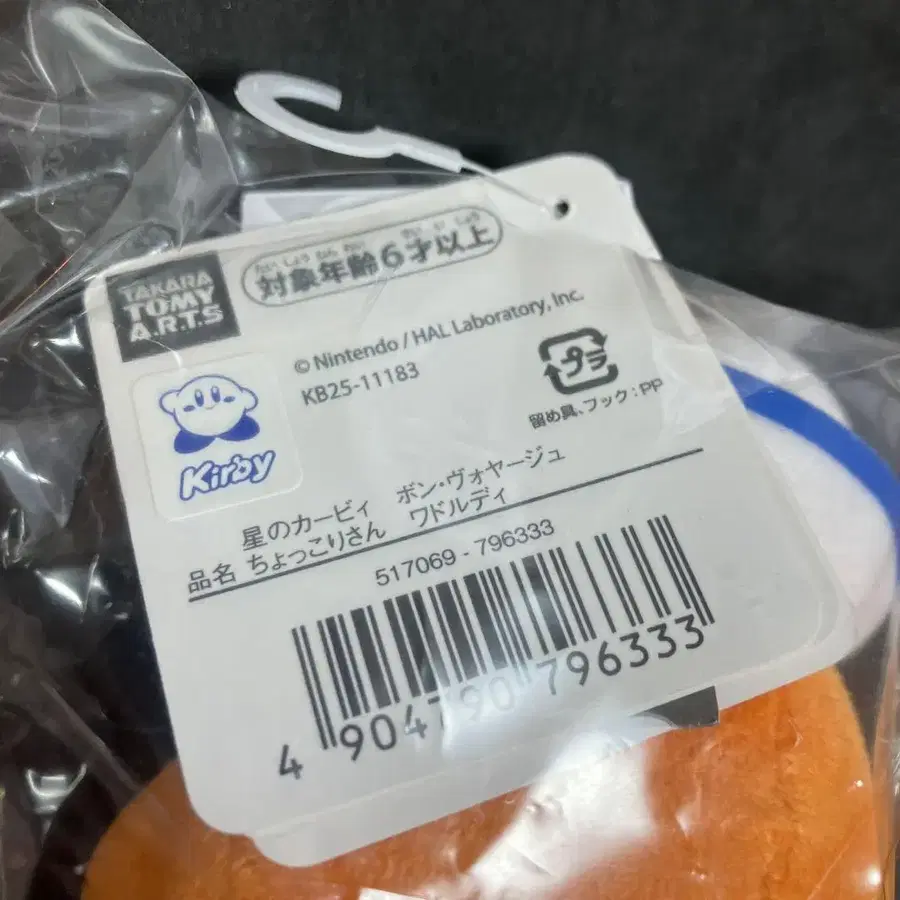 TAKARA
TOMY
A.R.T.S
たいしょうねんれい さいいじょう
対象年齢6才以上
© Nintendo / HAL Laboratory, Inc.
KB25-11183
プラ
留め具、フック:PP
Kirby
星のカービィ ボン・ヴォヤージュ
品名 ちょっこりさん ワドルディ
517069-796333
4 904790 796333